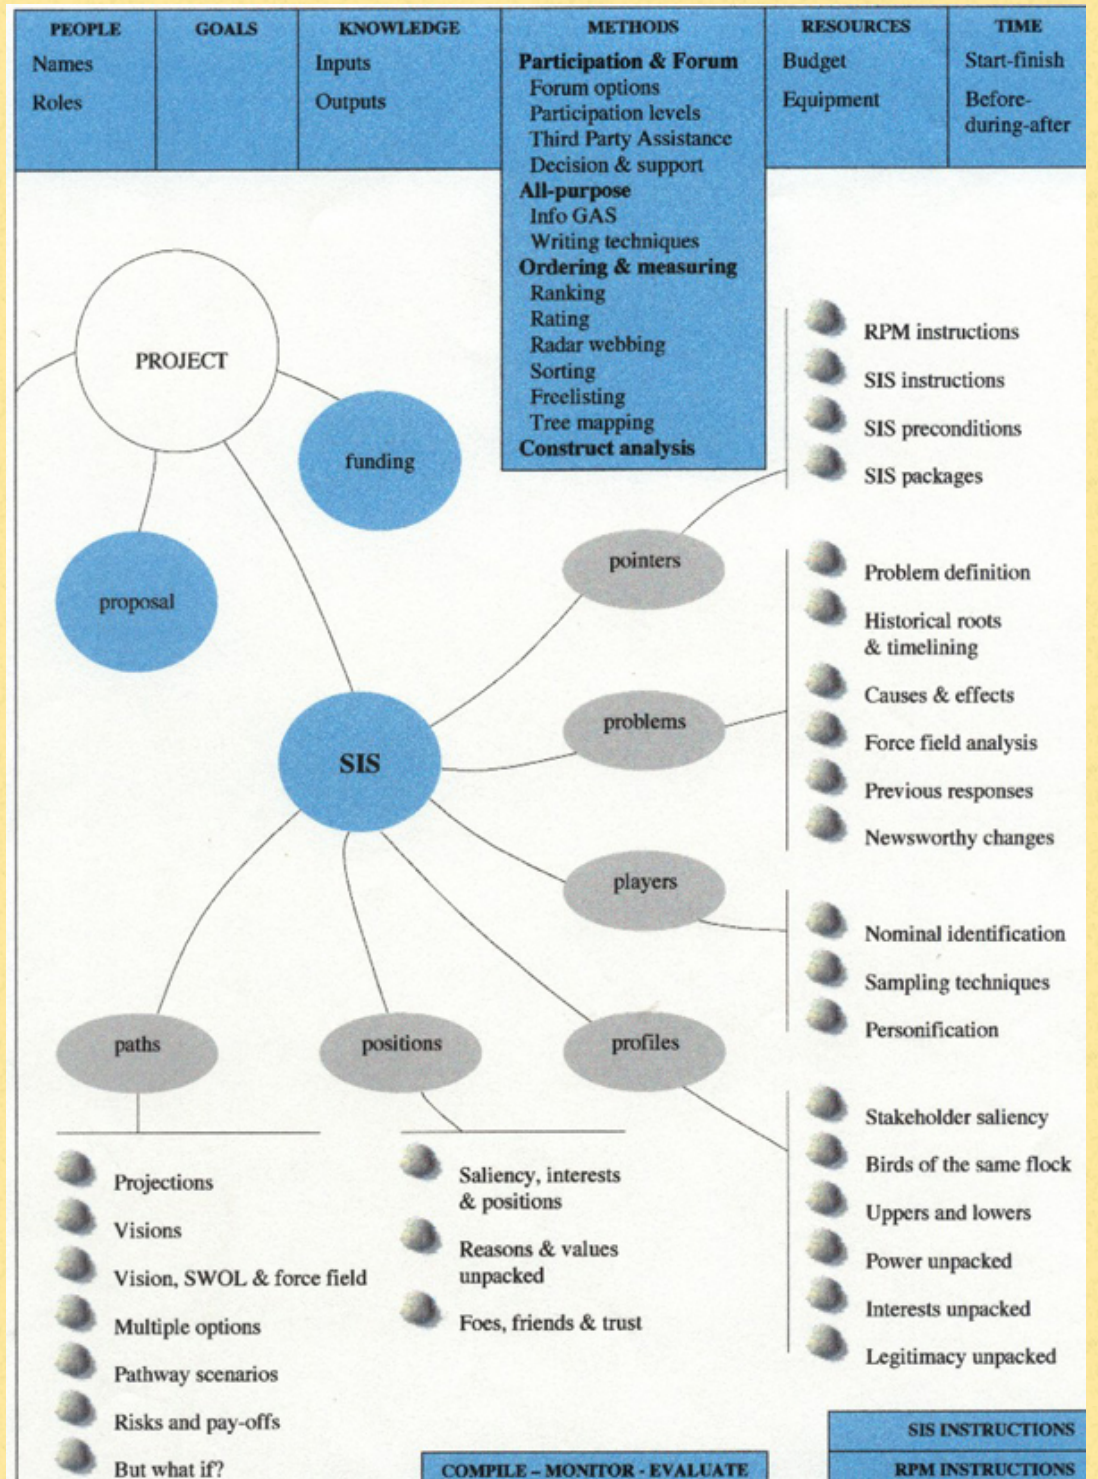 PEOPLE
Names
Roles
GOALS
KNOWLEDGE
Inputs
Outputs
METHODS
Participation & Forum
Forum options
Participation levels
Third Party Assistance
Decision & support
All-purpose
Info GAS
Writing techniques
Ordering & measuring
Ranking
Rating
Radar webbing
Sorting
Freelisting
Tree mapping
Construct analysis
RESOURCES
Budget
Equipment
TIME
Start-finish
Before-
during-after
PROJECT
funding
proposal
SIS
pointers
RPM instructions
SIS instructions
SIS preconditions
SIS packages
problems
Problem definition
Historical roots
& timelining
Causes & effects
Force field analysis
Previous responses
Newsworthy changes
players
Nominal identification
Sampling techniques
Personification
profiles
Stakeholder saliency
Birds of the same flock
Uppers and lowers
Power unpacked
Interests unpacked
Legitimacy unpacked
positions
Saliency, interests
& positions
Reasons & values
unpacked
Foes, friends & trust
paths
Projections
Visions
Vision, SWOL & force field
Multiple options
Pathway scenarios
Risks and pay-offs
But what if?
COMPILE – MONITOR - EVALUATE
SIS INSTRUCTIONS
RPM INSTRUCTIONS